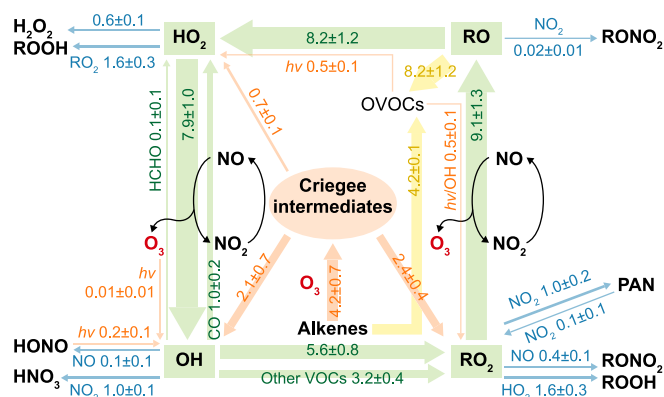 H₂O₂
0.6±0.1
HO₂
8.2±1.2
RO
NO₂
RONO₂
ROOH
RO₂ 1.6±0.3
0.02±0.01
hv 0.5±0.1
8.2±1.2
OVOCs
HCHO 0.1±0.1
7.9±1.0
0.7±0.1
4.2±0.1
hv/OH 0.5±0.1
9.1±1.3
NO
NO
Criegee
intermediates
O₃
NO₂
O₃
NO₂
hv
0.01±0.01
CO 1.0±0.2
2.1±0.7
O₃
4.2±0.7
2.4±0.4
NO₂ 1.0±0.2
PAN
NO₂ 0.1±0.1
Alkenes
hv 0.2±0.1
HONO
NO 0.1±0.1
OH
5.6±0.8
RO₂
NO 0.4±0.1
RONO₂
HNO₃
NO₂ 1.0±0.1
Other VOCs 3.2±0.4
HO₂ 1.6±0.3
ROOH